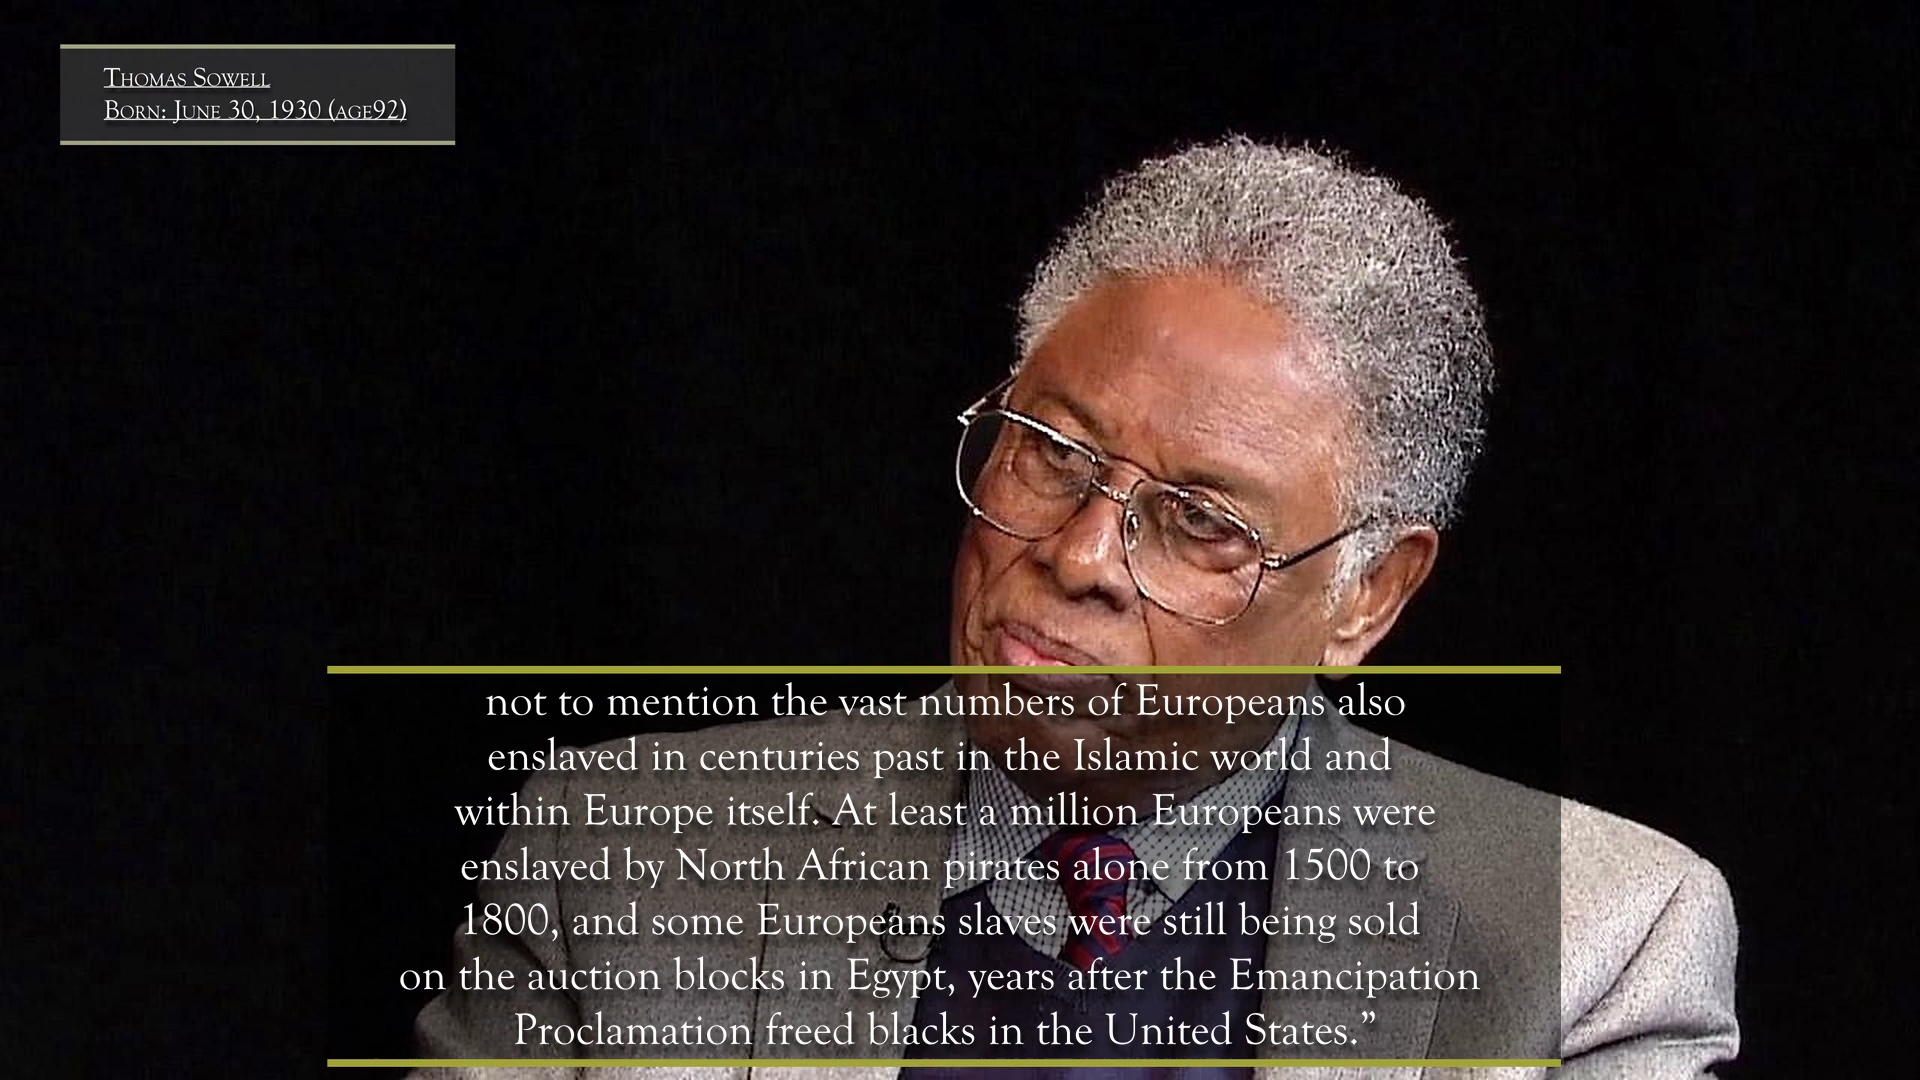 Thomas Sowell
Born: June 30, 1930 (age92)
not to mention the vast numbers of Europeans also
enslaved in centuries past in the Islamic world and
within Europe itself. At least a million Europeans were
enslaved by North African pirates alone from 1500 to
1800, and some Europeans slaves were still being sold
on the auction blocks in Egypt, years after the Emancipation
Proclamation freed blacks in the United States.”